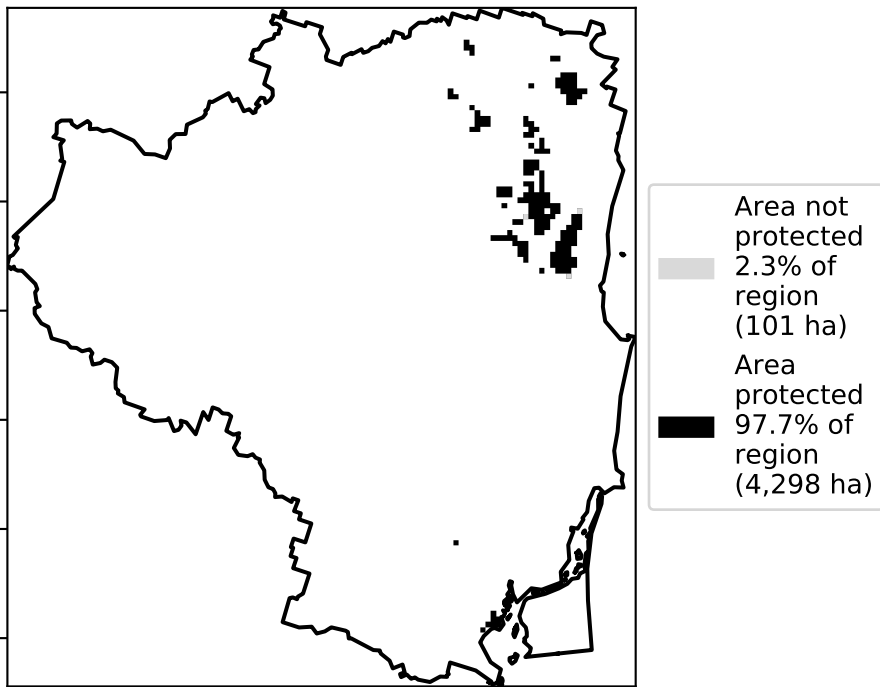 Area not
protected
2.3% of
region
(101 ha)
Area
protected
97.7% of
region
(4,298 ha)